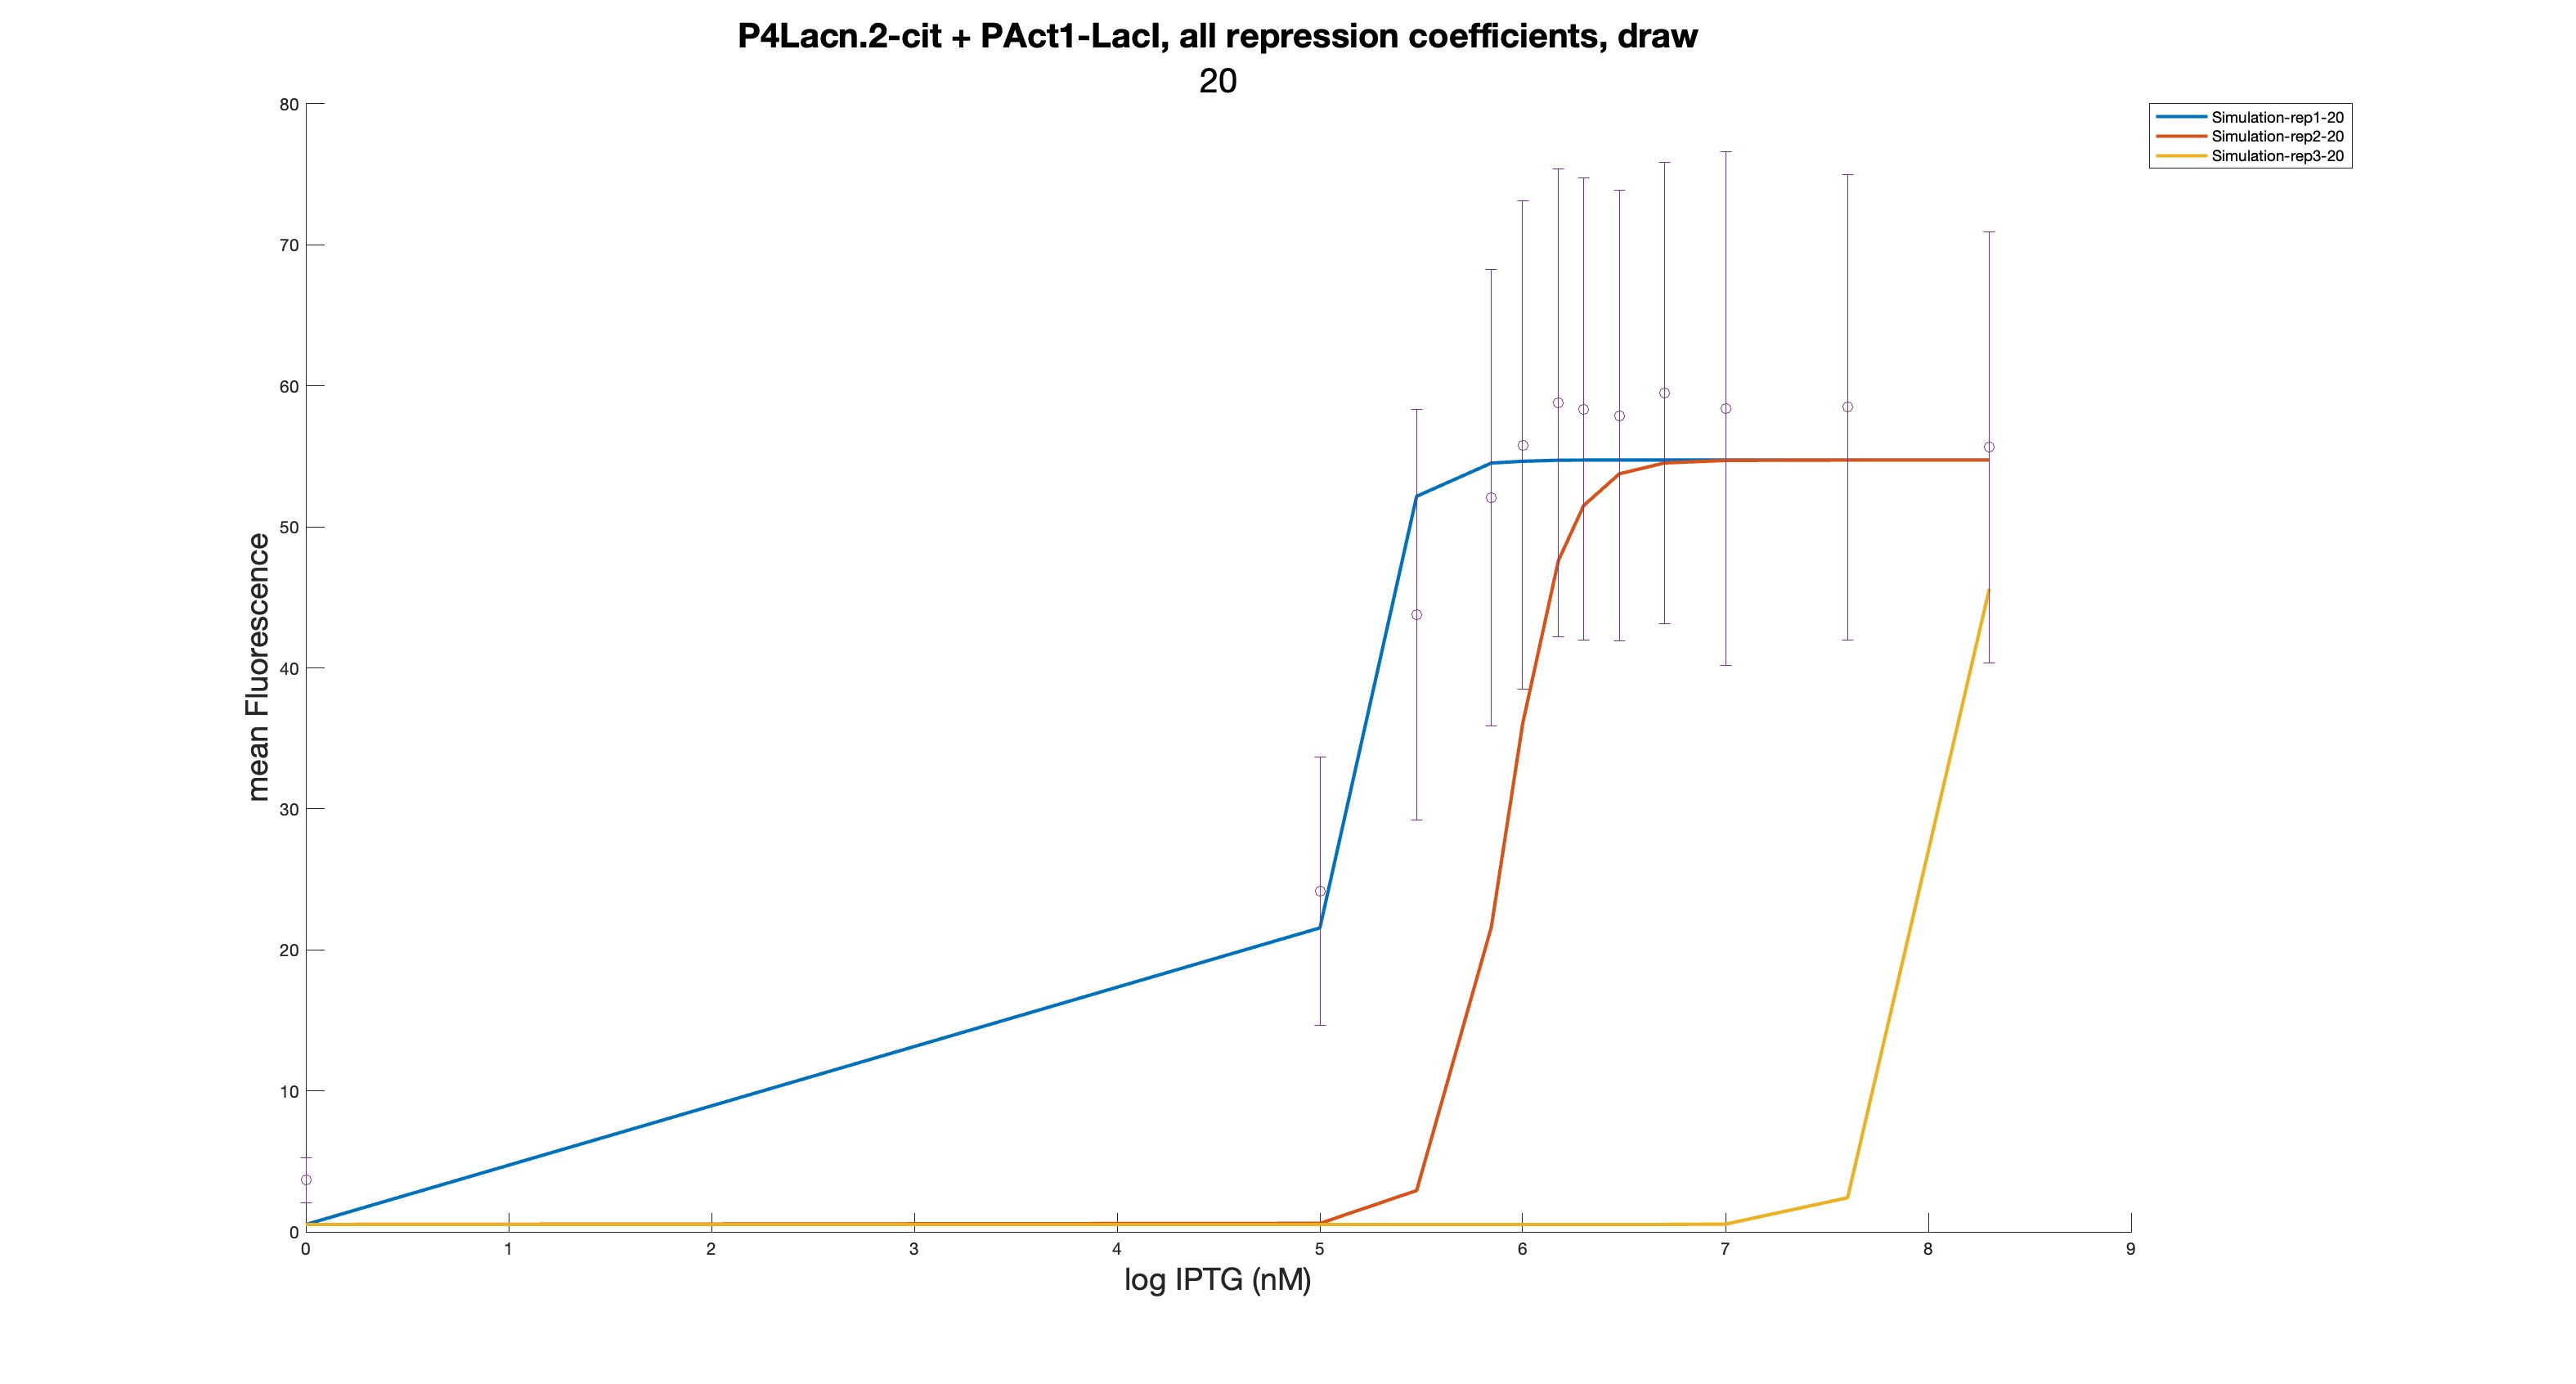 P4Lacn.2-cit + PAct1-LacI, all repression coefficients, draw
20
Simulation-rep1-20
Simulation-rep2-20
Simulation-rep3-20
mean Fluorescence
80
70
60
50
40
30
20
10
0
0 1 2 3 4 5 6 7 8 9
log IPTG (nM)